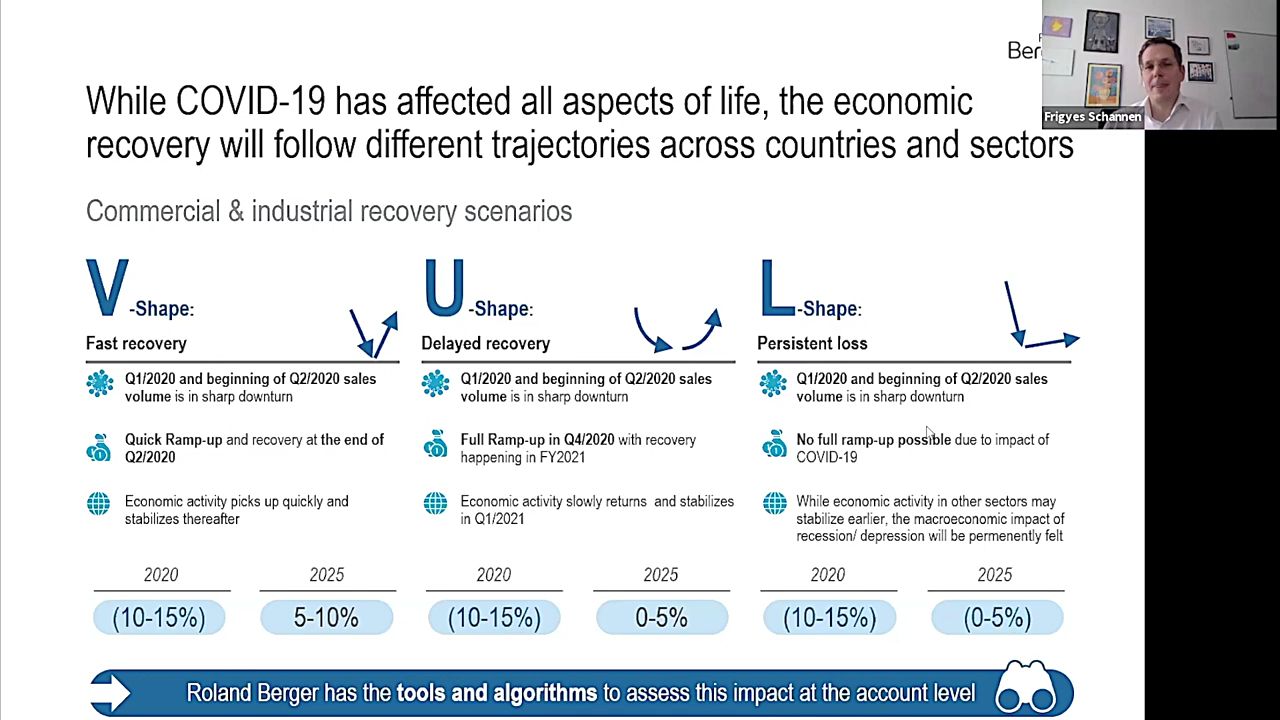 Ber
Frigyes Schannen
While COVID-19 has affected all aspects of life, the economic
recovery will follow different trajectories across countries and sectors
Commercial & industrial recovery scenarios
V-Shape:
Fast recovery
Q1/2020 and beginning of Q2/2020 sales
volume is in sharp downturn
Quick Ramp-up and recovery at the end of
Q2/2020
Economic activity picks up quickly and
stabilizes thereafter
2020 2025
(10-15%) 5-10%
U-Shape:
Delayed recovery
Q1/2020 and beginning of Q2/2020 sales
volume is in sharp downturn
Full Ramp-up in Q4/2020 with recovery
happening in FY2021
Economic activity slowly returns and stabilizes
in Q1/2021
2020 2025
(10-15%) 0-5%
L-Shape:
Persistent loss
Q1/2020 and beginning of Q2/2020 sales
volume is in sharp downturn
No full ramp-up possible due to impact of
COVID-19
While economic activity in other sectors may
stabilize earlier, the macroeconomic impact of
recession/ depression will be permenently felt
2020 2025
(10-15%) (0-5%)
Roland Berger has the tools and algorithms to assess this impact at the account level